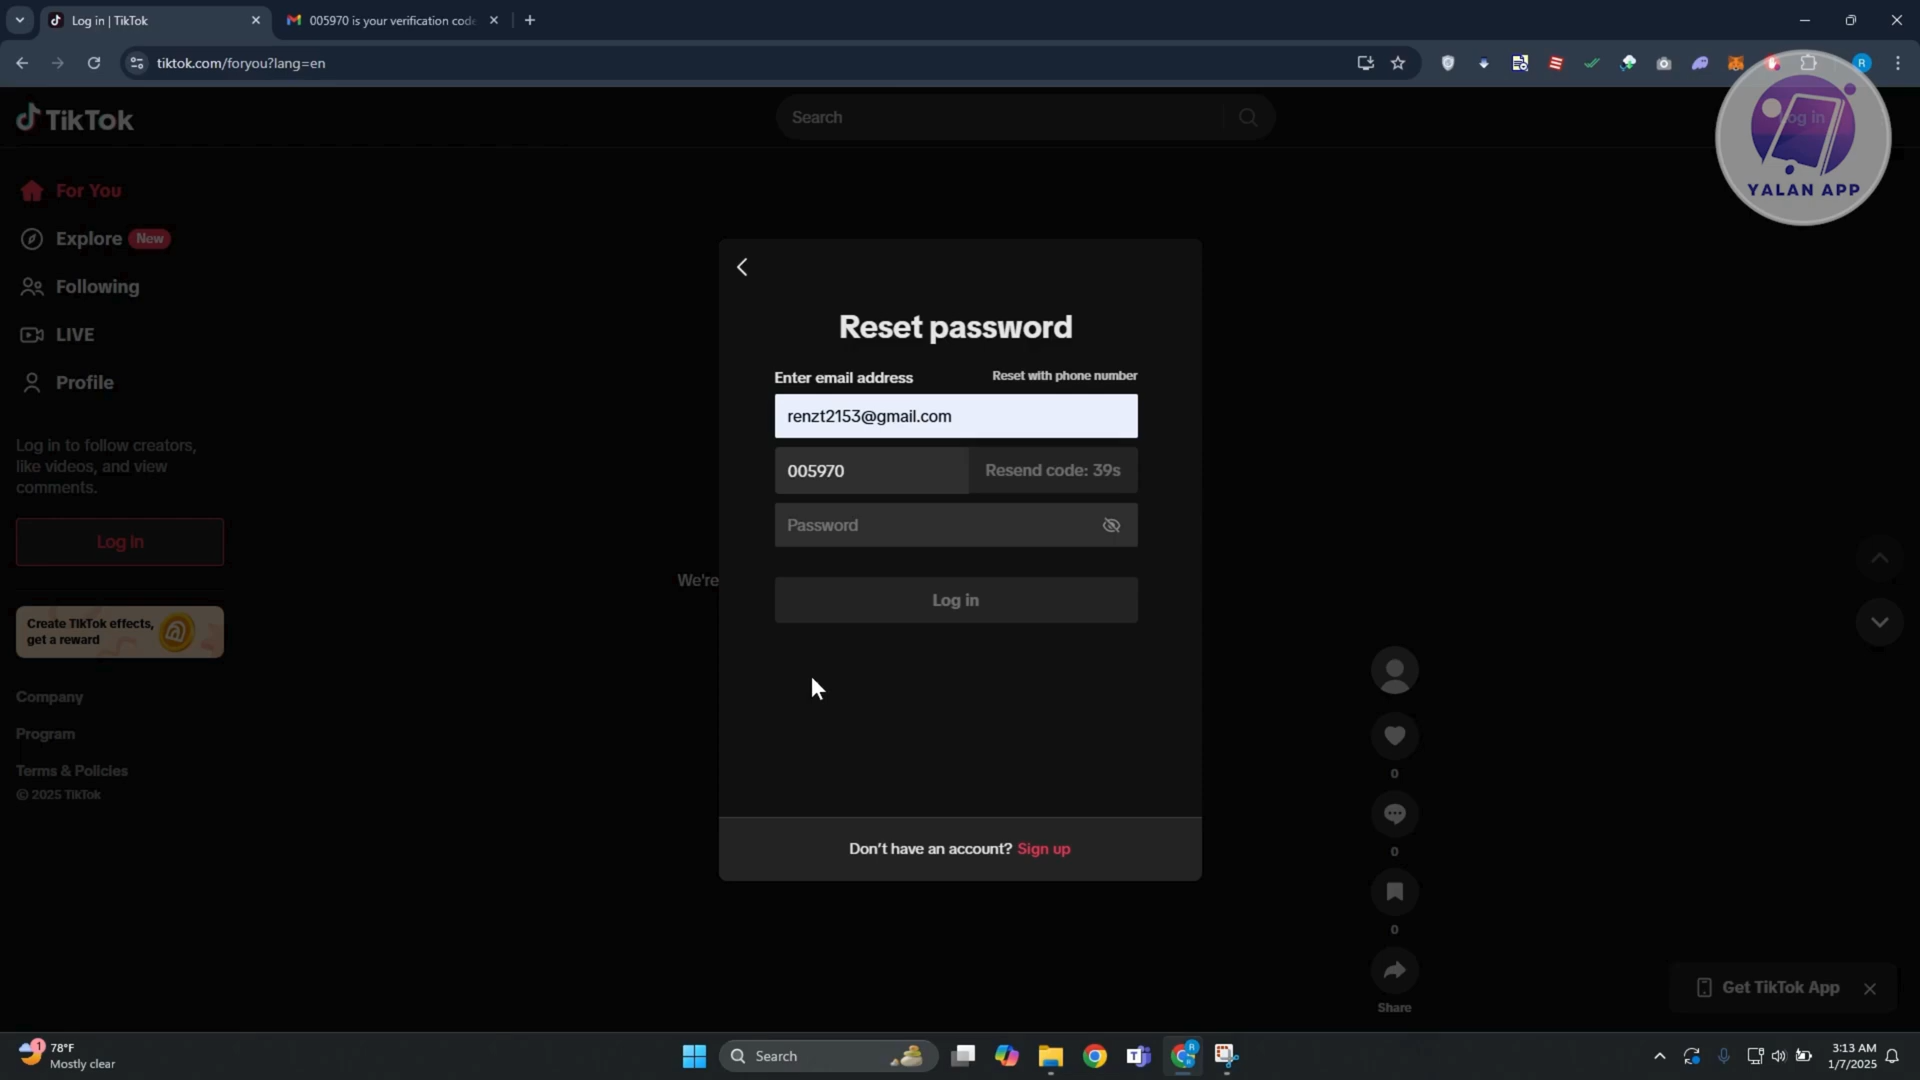 Log in | TikTok
005970 is your verification code
tiktok.com/foryou?lang=en
R
TikTok
Search
Log in
YALAN APP
For You
Explore New
Following
LIVE
Profile
Log in to follow creators,
like videos, and view
comments.
Log in
Create TikTok effects,
get a reward
Company
Program
Terms & Policies
© 2025 TikTok
We're
Reset password
Enter email address
Reset with phone number
renzt2153@gmail.com
005970
Resend code: 39s
Password
Log in
Don't have an account? Sign up
0
0
0
Share
Get TikTok App
1
78°F
Mostly clear
Search
R
3:13 AM
1/7/2025